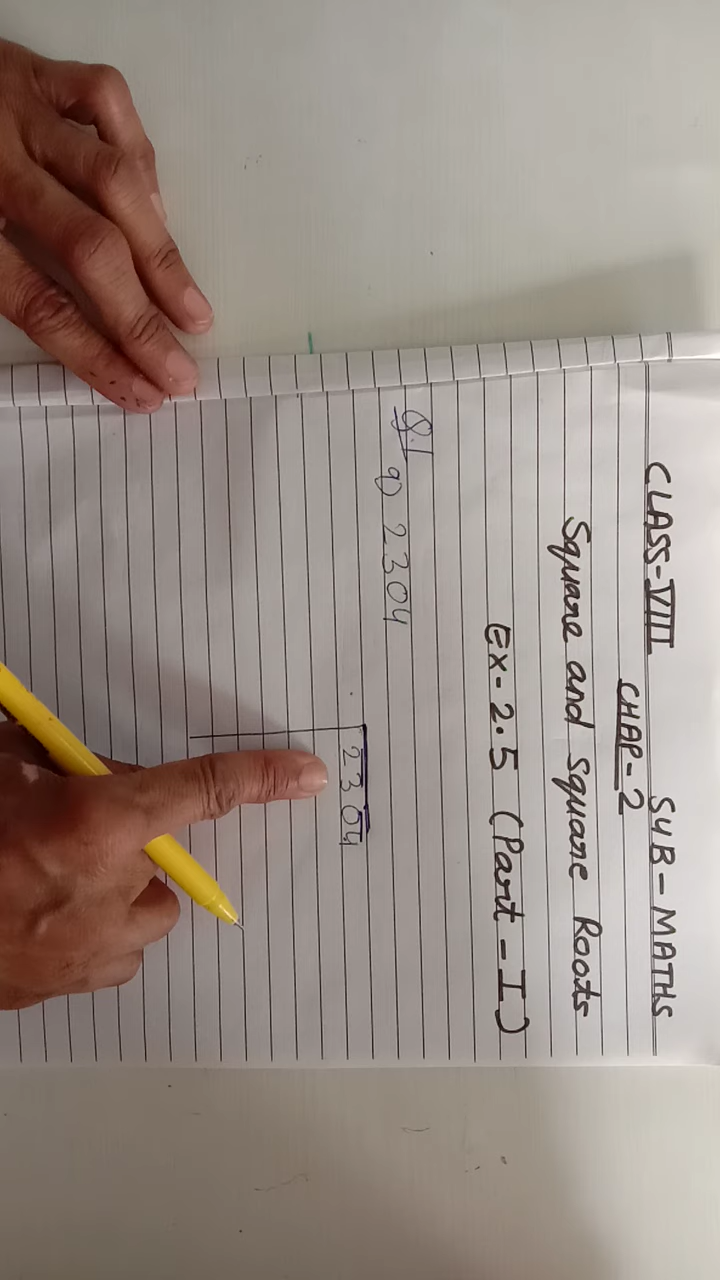 CLASS-VIII SUB-MATHS
CHAP-2
Square and Square Roots
Ex-2.5 (Part-I)
Q.1 a) 2304
2304